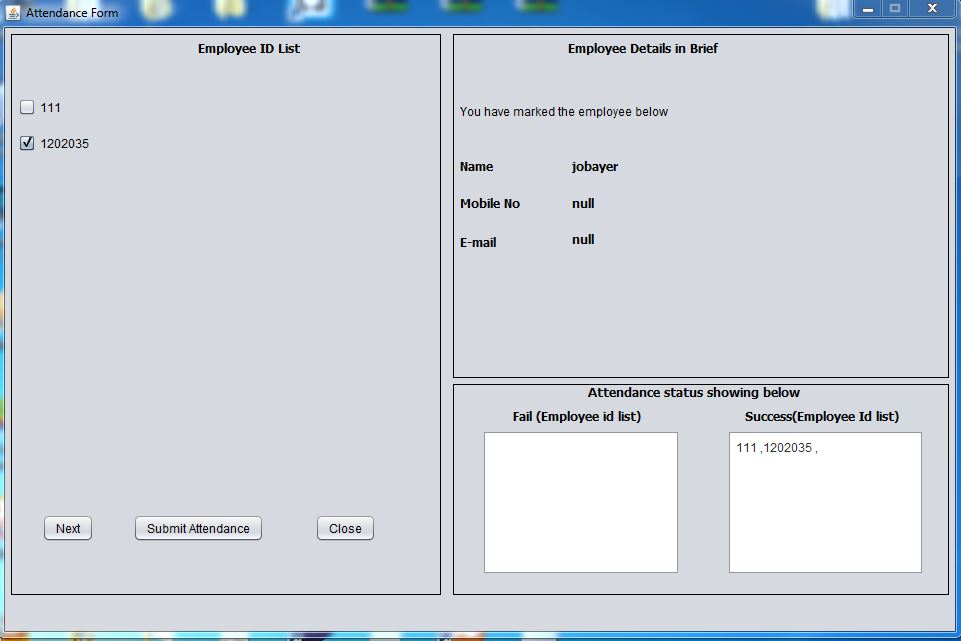 Attendance Form
Employee ID List
111
1202035
Next
Submit Attendance
Close
Employee Details in Brief
You have marked the employee below
Name jobayer
Mobile No null
E-mail null
Attendance status showing below
Fail (Employee id list) Success(Employee Id list)
111 ,1202035 ,